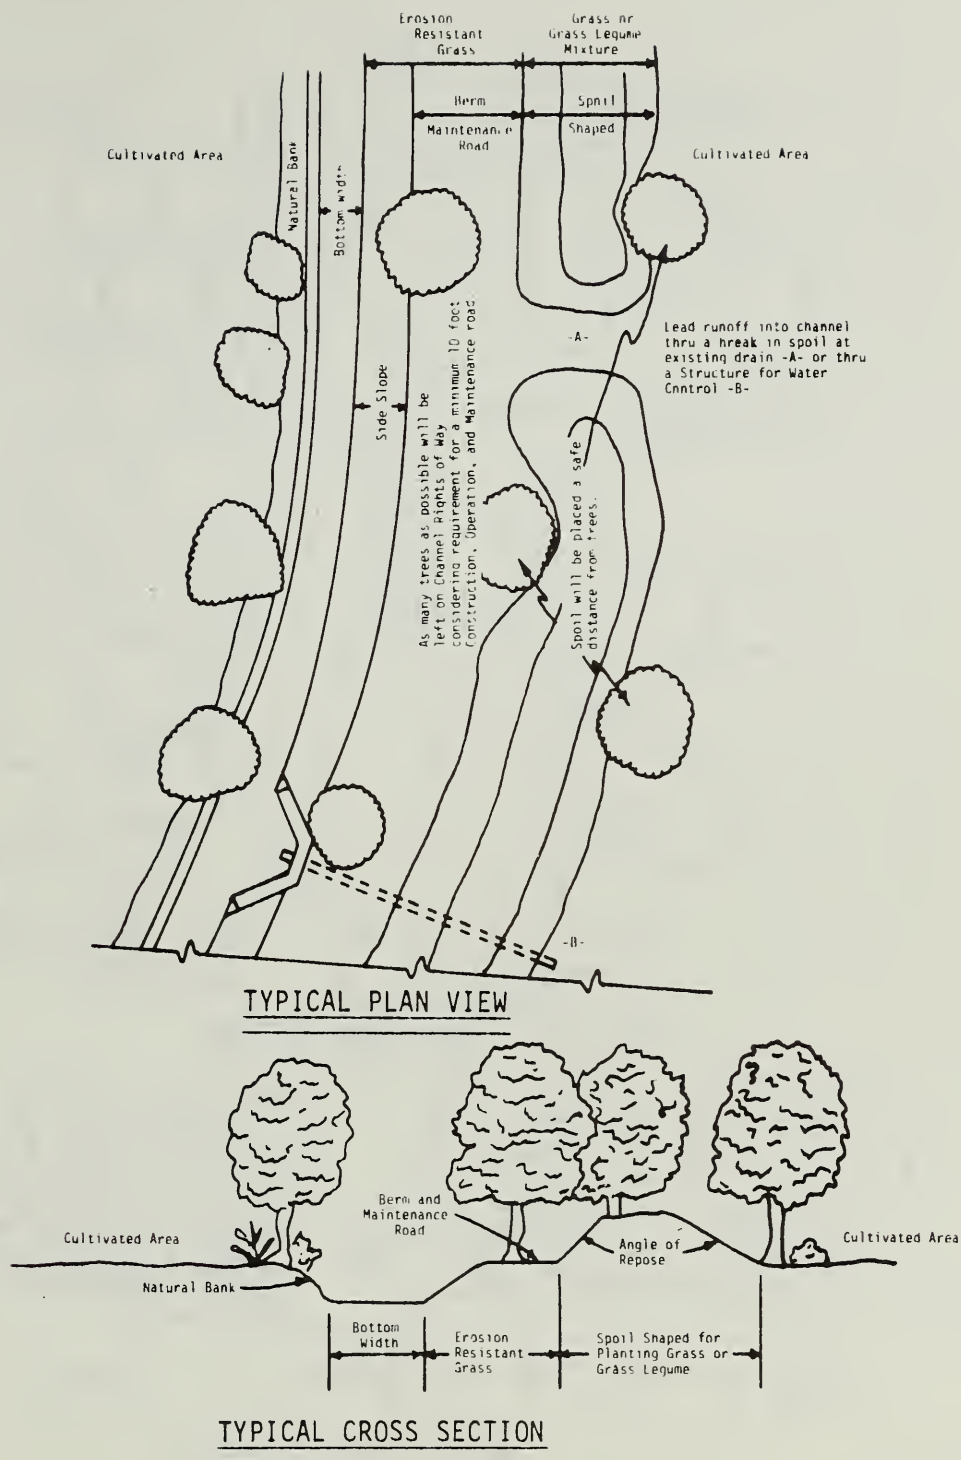 Erosion
Resistant
Grass
Grass or
Grass Legume
Mixture
Berm
Maintenance
Road
Spoil
Shaped
Cultivated Area
Natural Bank
Bottom width
Cultivated Area
Side Slope
As many trees as possible will be
left on Channel Rights of Way
considering requirement for a minimum 10 foot
Construction, Operation, and Maintenance road.
-A-
Lead runoff into channel
thru a break in spoil at
existing drain -A- or thru
a Structure for Water
Control -B-
Spoil will be placed a safe
distance from trees.
-B-
TYPICAL PLAN VIEW
Berm and
Maintenance
Road
Cultivated Area
Angle of
Repose
Cultivated Area
Natural Bank
Bottom
Width
Erosion
Resistant
Grass
Spoil Shaped for
Planting Grass or
Grass Legume
TYPICAL CROSS SECTION